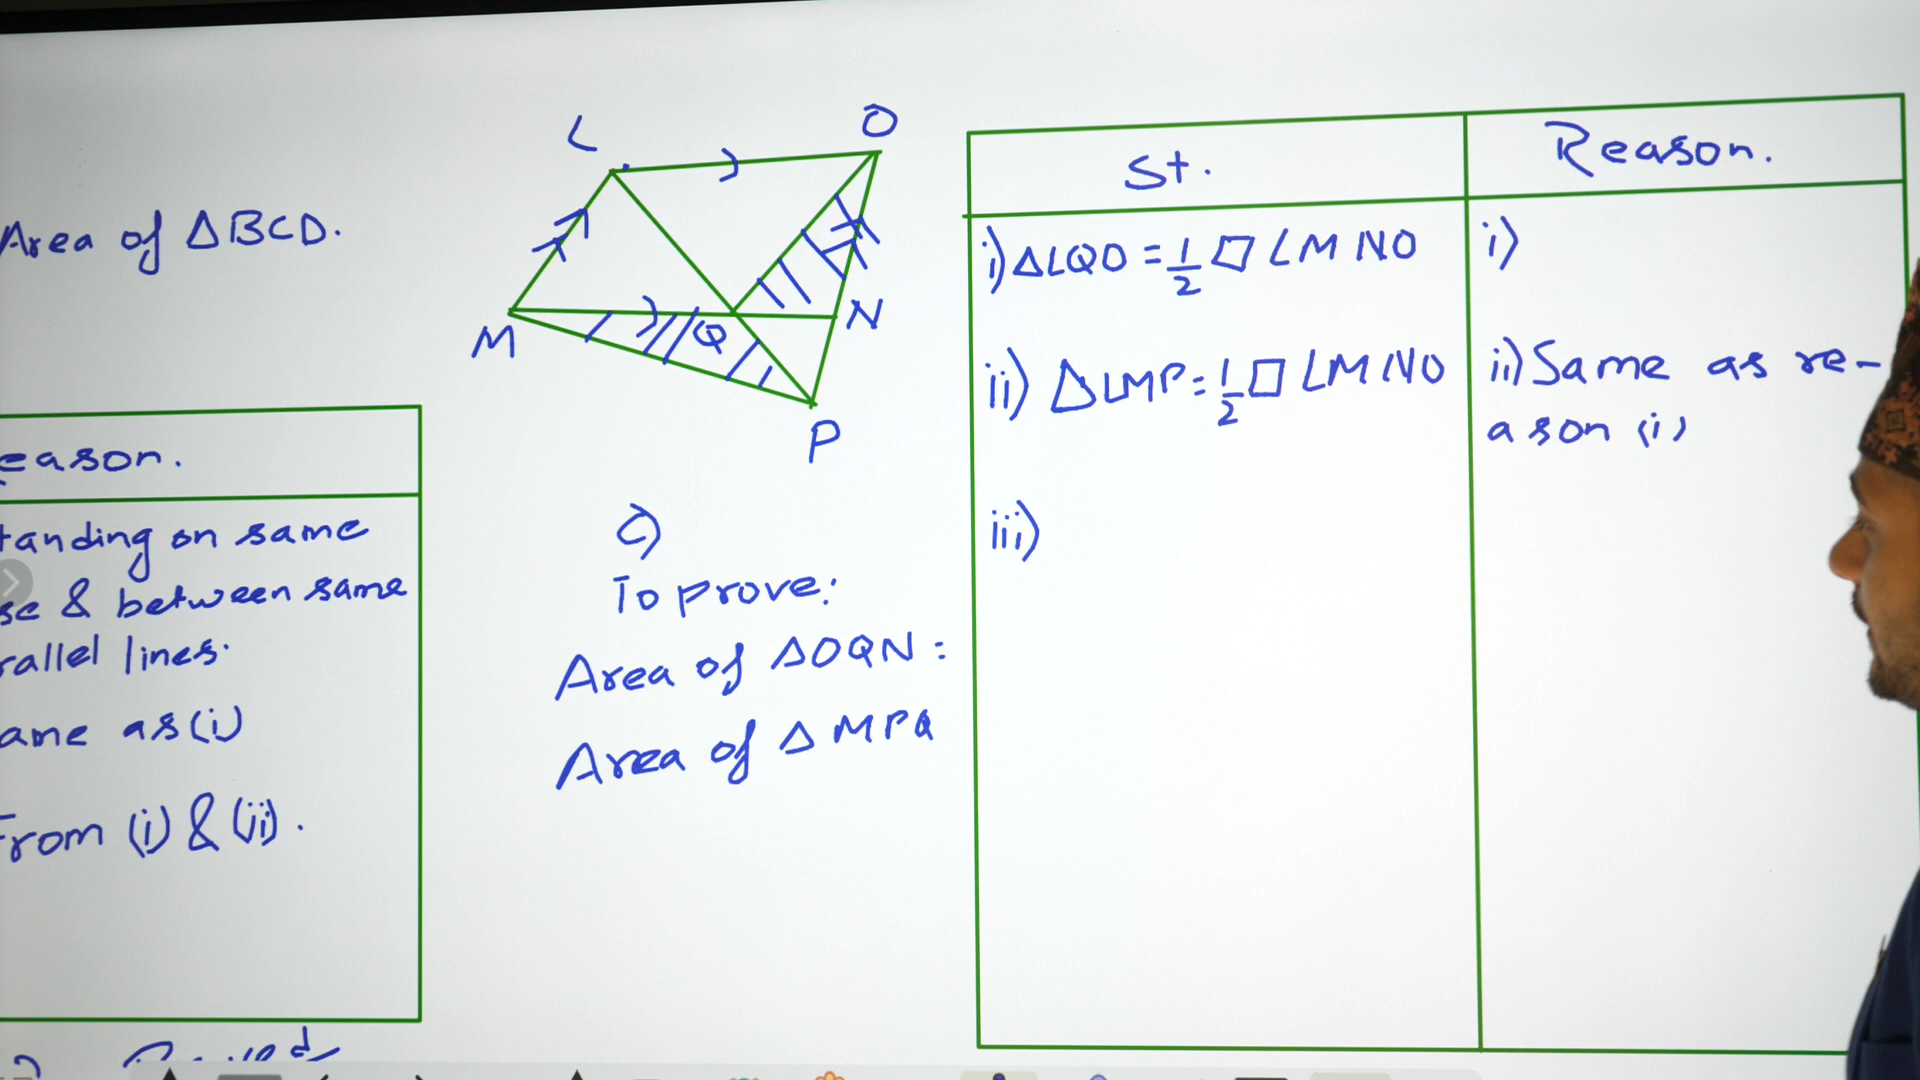 Area of ΔBCD.
eason.
tanding on same
se & between same
rallel lines.
ame as (i)
From (i) & (ii).
L
O
M
Q
N
P
c)
To prove:
Area of ΔOQN =
Area of ΔMPQ
St.
Reason.
i) ΔLQO = 1/2 ▱ LMNO
i)
ii) ΔLMP = 1/2 ▱ LMNO
ii) Same as re-
ason (i)
iii)